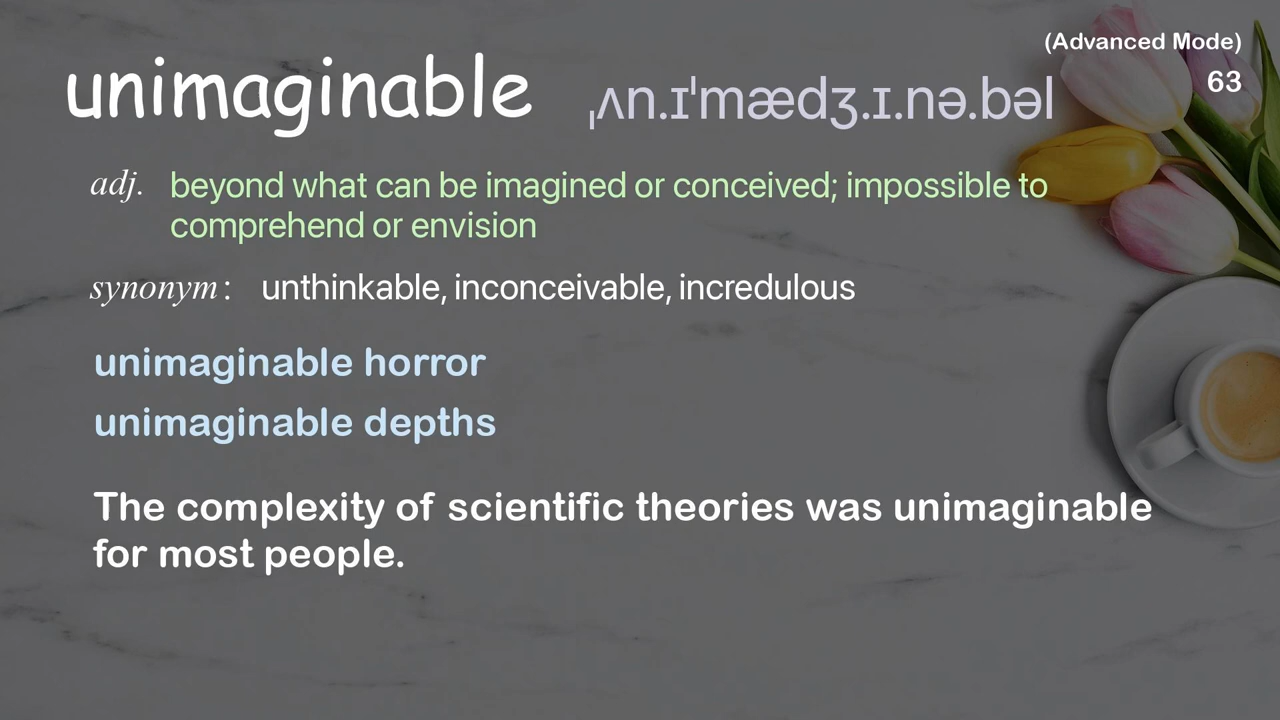 (Advanced Mode)
63
unimaginable ˌʌn.ɪˈmædʒ.ɪ.nə.bəl
adj. beyond what can be imagined or conceived; impossible to
comprehend or envision
synonym: unthinkable, inconceivable, incredulous
unimaginable horror
unimaginable depths
The complexity of scientific theories was unimaginable
for most people.